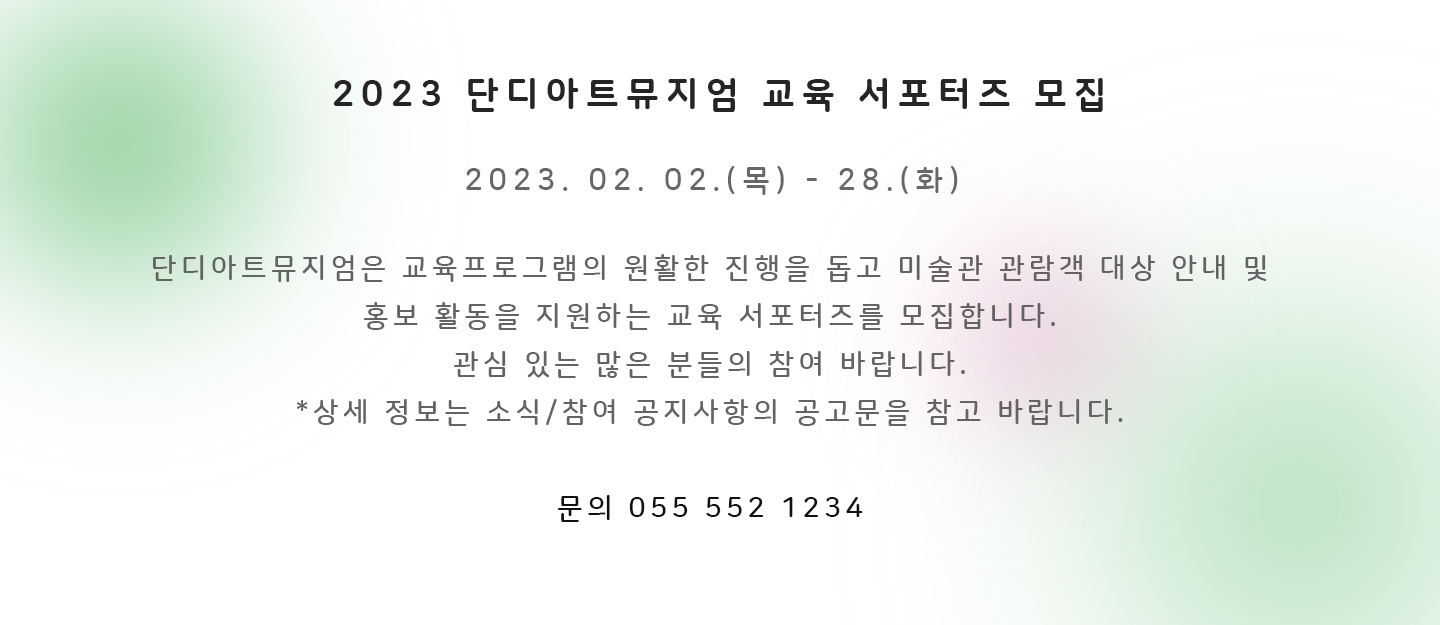 2023 단디아트뮤지엄 교육 서포터즈 모집
2023. 02. 02.(목) - 28.(화)
단디아트뮤지엄은 교육프로그램의 원활한 진행을 돕고 미술관 관람객 대상 안내 및
홍보 활동을 지원하는 교육 서포터즈를 모집합니다.
관심 있는 많은 분들의 참여 바랍니다.
*상세 정보는 소식/참여 공지사항의 공고문을 참고 바랍니다.
문의 055 552 1234